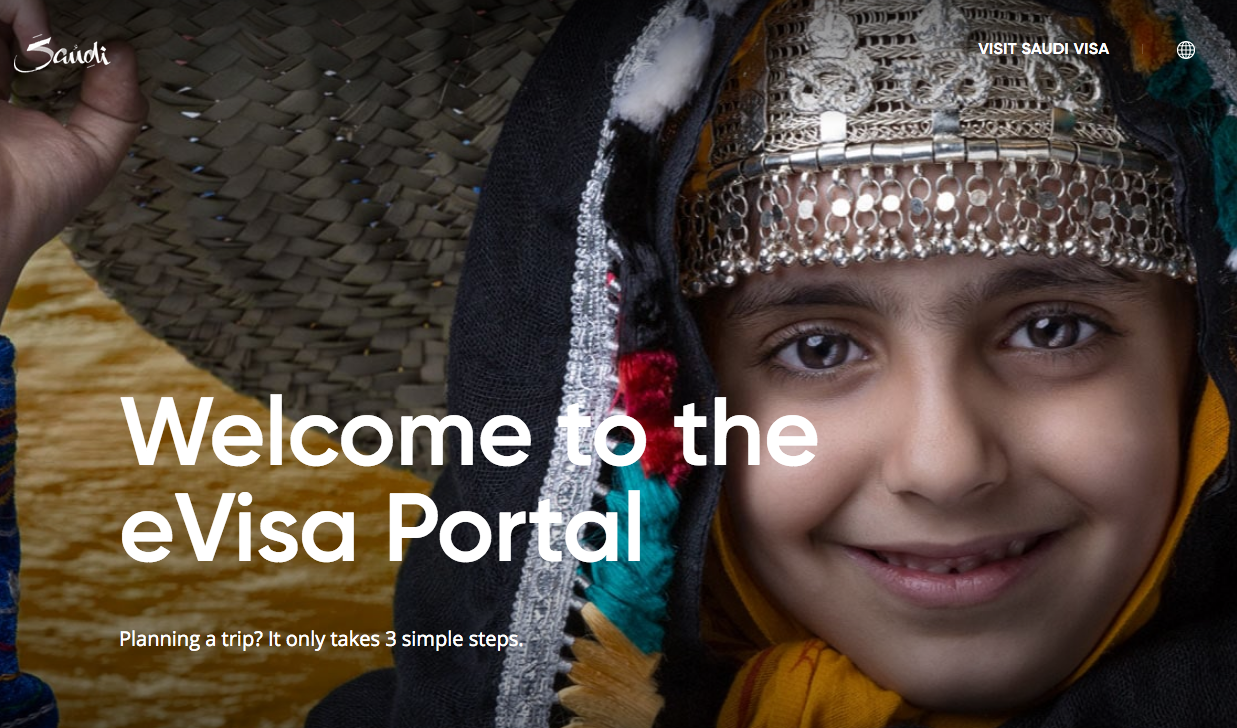 Saudi
VISIT SAUDI VISA
Welcome to the
eVisa Portal
Planning a trip? It only takes 3 simple steps.